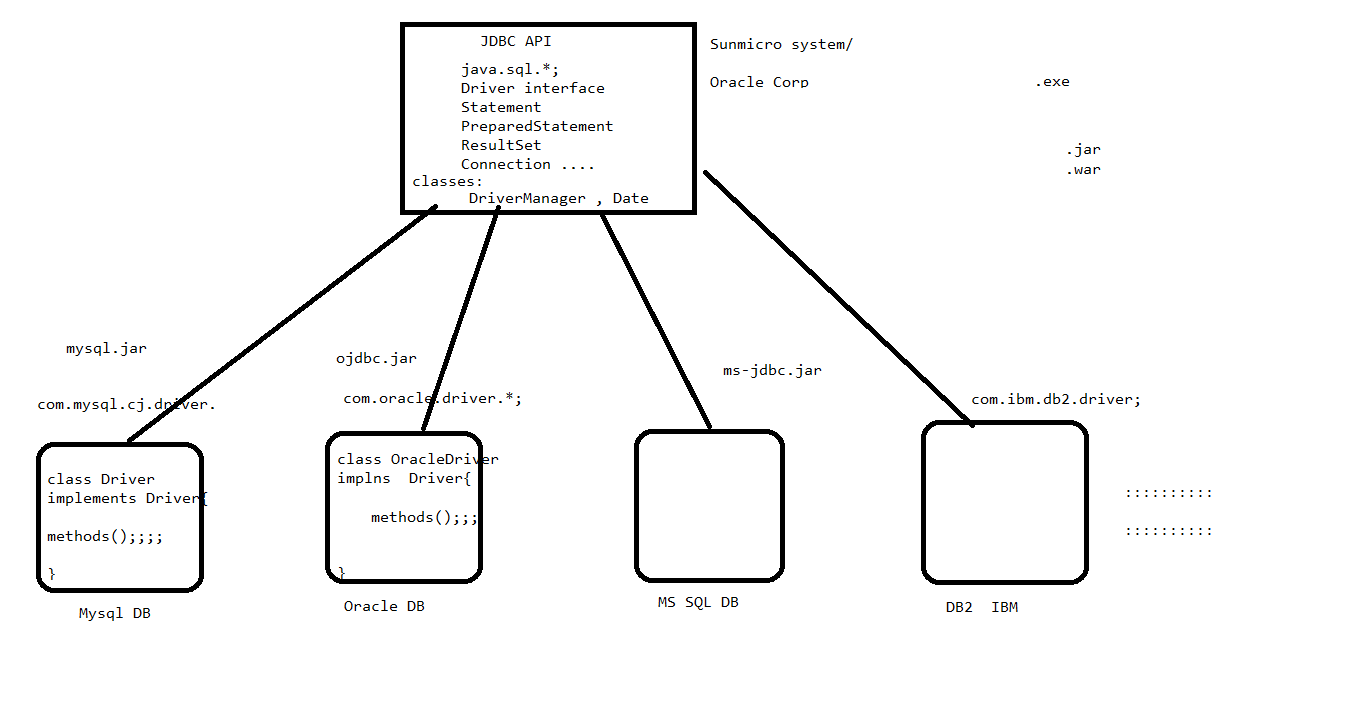 JDBC API
java.sql.*;
Driver interface
Statement
PreparedStatement
ResultSet
Connection ....
classes:
DriverManager , Date
Sunmicro system/
Oracle Corp
.exe
.jar
.war
mysql.jar
com.mysql.cj.driver.
class Driver
implements Driver{
methods();;;;
}
Mysql DB
ojdbc.jar
com.oracle.driver.*;
class OracleDriver
implns  Driver{
methods();;;
}
Oracle DB
ms-jdbc.jar
MS SQL DB
com.ibm.db2.driver;
DB2  IBM
::::::::::
::::::::::